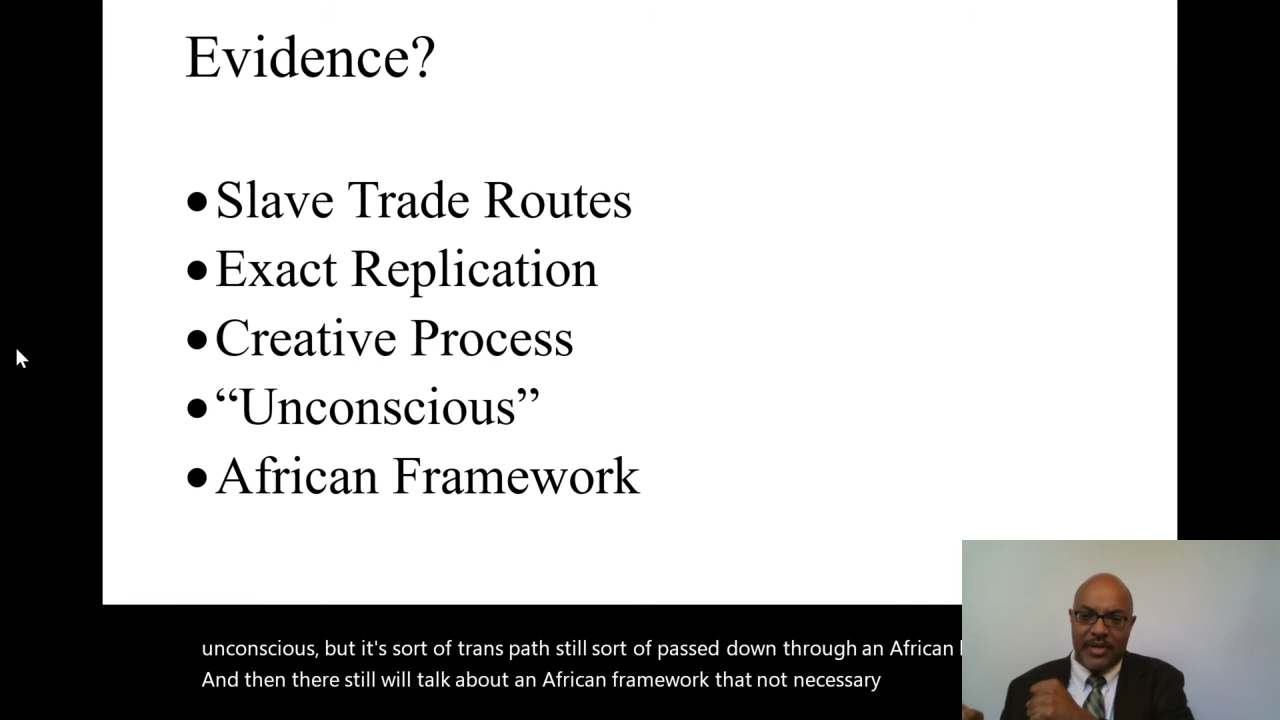 Evidence?
•Slave Trade Routes
•Exact Replication
•Creative Process
•“Unconscious”
•African Framework
unconscious, but it's sort of trans path still sort of passed down through an African
And then there still will talk about an African framework that not necessary